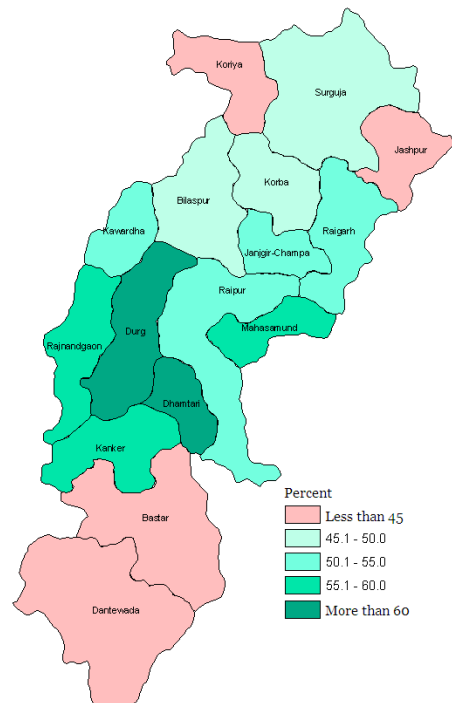 Koriya
Surguja
Jashpur
Korba
Bilaspur
Raigarh
Kawardha
Janjgir-Champa
Raipur
Mahasamund
Durg
Rajnandgaon
Dhamtari
Kanker
Percent
Less than 45
Bastar
45.1 - 50.0
50.1 - 55.0
55.1 - 60.0
Dantewada
More than 60